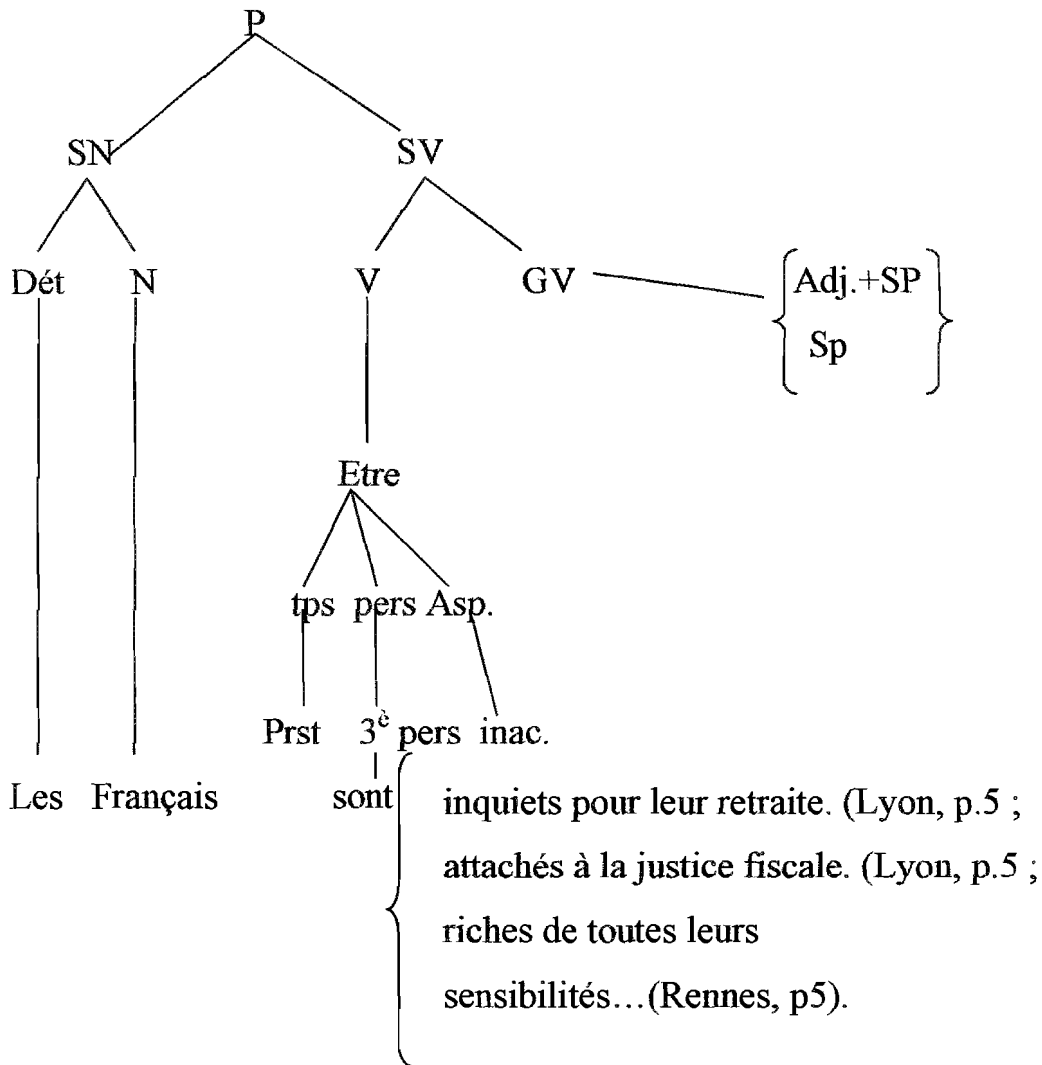 P
SN SV
Dét N V GV Adj.+SP
Sp
Etre
tps pers Asp.
Prst 3è pers inac.
Les Français sont
inquiets pour leur retraite. (Lyon, p.5 ;
attachés à la justice fiscale. (Lyon, p.5 ;
riches de toutes leurs
sensibilités…(Rennes, p5).